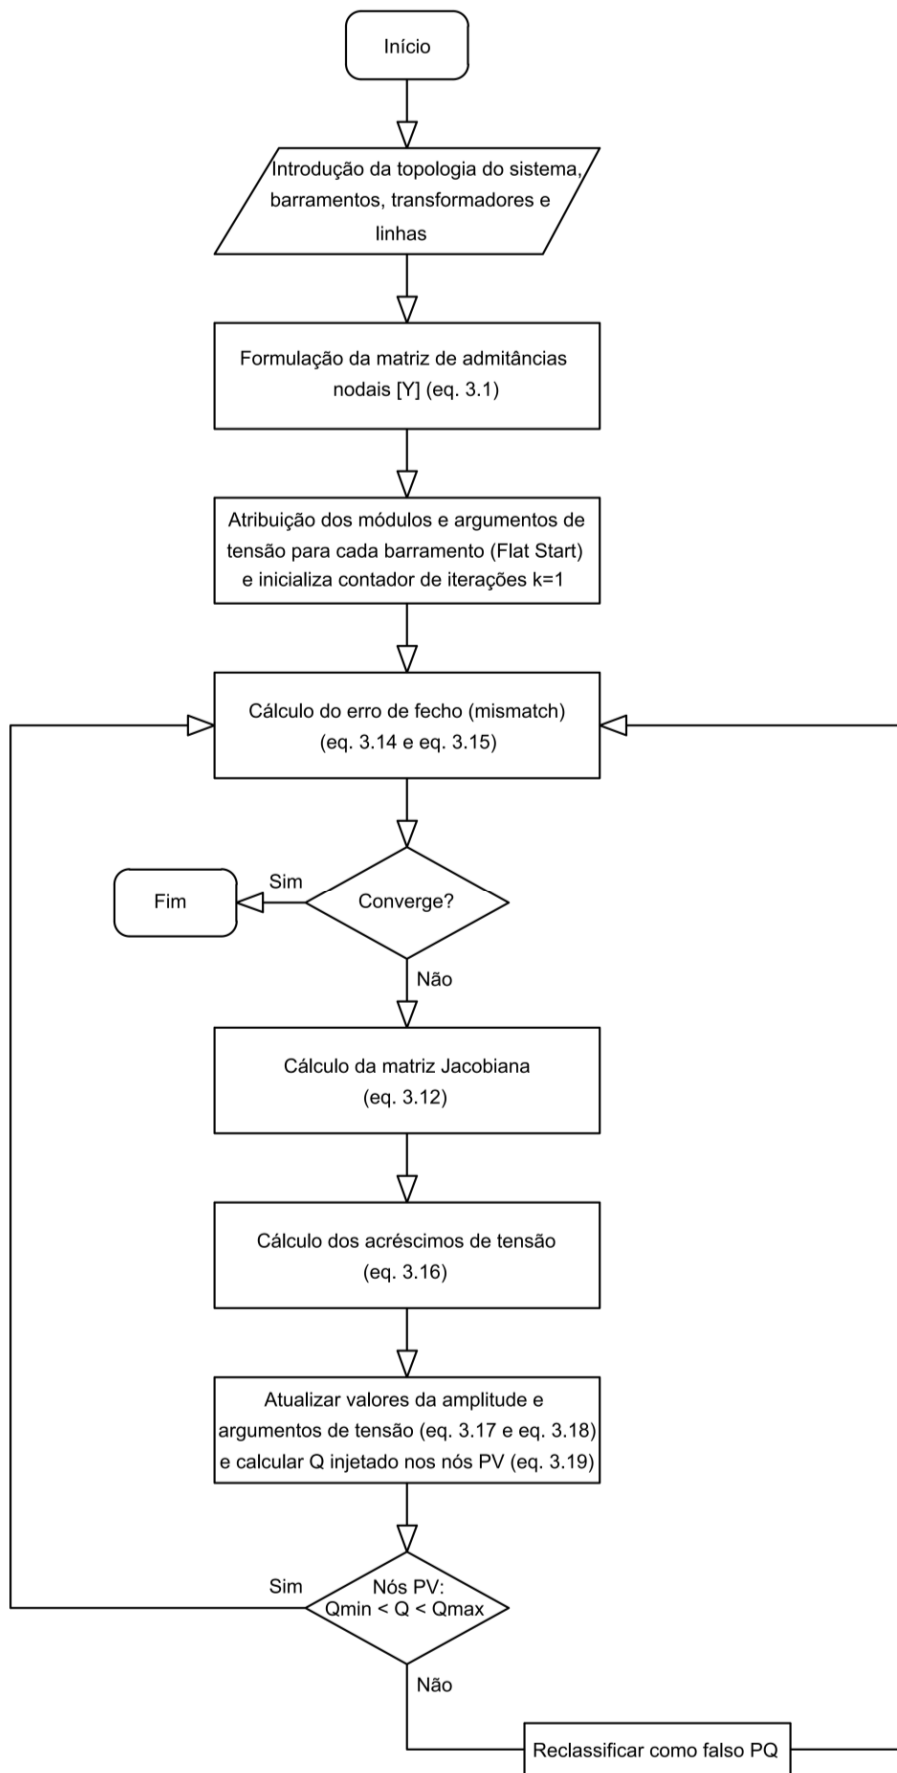 Início
Introdução da topologia do sistema,
barramentos, transformadores e
linhas
Formulação da matriz de admitâncias
nodais [Y] (eq. 3.1)
Atribuição dos módulos e argumentos de
tensão para cada barramento (Flat Start)
e inicializa contador de iterações k=1
Cálculo do erro de fecho (mismatch)
(eq. 3.14 e eq. 3.15)
Sim
Fim
Converge?
Não
Cálculo da matriz Jacobiana
(eq. 3.12)
Cálculo dos acréscimos de tensão
(eq. 3.16)
Atualizar valores da amplitude e
argumentos de tensão (eq. 3.17 e eq. 3.18)
e calcular Q injetado nos nós PV (eq. 3.19)
Sim
Nós PV:
Qmin < Q < Qmax
Não
Reclassificar como falso PQ